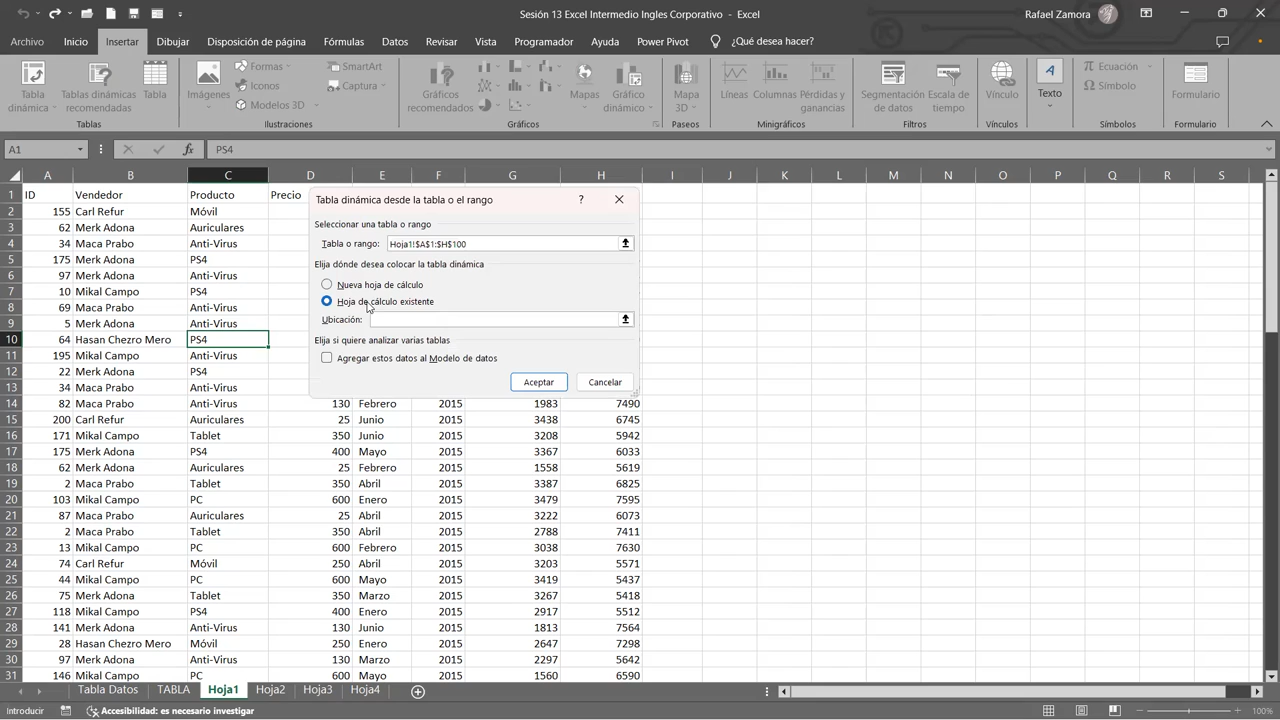 Sesión 13 Excel Intermedio Ingles Corporativo - Excel
Rafael Zamora
Archivo Inicio Insertar Dibujar Disposición de página Fórmulas Datos Revisar Vista Programador Ayuda Power Pivot ¿Qué desea hacer?
Tabla dinámica Tablas dinámicas recomendadas Tabla
Tablas
Imágenes Formas Iconos Modelos 3D SmartArt Captura
Ilustraciones
Gráficos recomendados Mapas Gráfico dinámico
Gráficos
Mapa 3D
Paseos
Líneas Columnas Pérdidas y ganancias
Minigráficos
Segmentación de datos Escala de tiempo
Filtros
Vínculo
Vínculos
Texto
Ecuación Símbolo
Símbolos
Formulario
Formulario
A1 fx PS4
A B C D E F G H I J K L M N O P Q R S
1 ID Vendedor Producto Precio
2 155 Carl Refur Móvil
3 62 Merk Adona Auriculares
4 34 Maca Prabo Anti-Virus
5 175 Merk Adona PS4
6 97 Merk Adona Anti-Virus
7 10 Mikal Campo PS4
8 69 Maca Prabo Anti-Virus
9 5 Merk Adona Anti-Virus
10 64 Hasan Chezro Mero PS4
11 195 Mikal Campo Anti-Virus
12 22 Merk Adona PS4
13 34 Maca Prabo Anti-Virus
14 82 Maca Prabo Anti-Virus 130 Febrero 2015 1983 7490
15 200 Carl Refur Auriculares 25 Junio 2015 3438 6745
16 171 Mikal Campo Tablet 350 Junio 2015 3208 5942
17 175 Merk Adona PS4 400 Mayo 2015 3367 6033
18 62 Merk Adona Auriculares 25 Febrero 2015 1558 5619
19 2 Maca Prabo Tablet 350 Abril 2015 3387 6825
20 103 Mikal Campo PC 600 Enero 2015 3479 7595
21 87 Maca Prabo Auriculares 25 Abril 2015 3222 6073
22 2 Maca Prabo Tablet 350 Abril 2015 2788 7411
23 13 Mikal Campo PC 600 Febrero 2015 3038 7630
24 74 Carl Refur Móvil 250 Abril 2015 3203 5571
25 44 Mikal Campo PC 600 Mayo 2015 3419 5437
26 75 Merk Adona Tablet 350 Marzo 2015 3267 5418
27 118 Mikal Campo PS4 400 Enero 2015 2917 5512
28 141 Merk Adona Anti-Virus 130 Junio 2015 1813 7564
29 28 Hasan Chezro Mero Móvil 250 Enero 2015 2647 7298
30 97 Merk Adona Anti-Virus 130 Marzo 2015 2297 5642
31 146 Mikal Campo PC 600 Mayo 2015 1560 6590
Tabla dinámica desde la tabla o el rango ?
Seleccionar una tabla o rango
Tabla o rango: Hoja1!$A$1:$H$100
Elija dónde desea colocar la tabla dinámica
Nueva hoja de cálculo
Hoja de cálculo existente
Ubicación:
Elija si quiere analizar varias tablas
Agregar estos datos al Modelo de datos
Aceptar Cancelar
Tabla Datos TABLA Hoja1 Hoja2 Hoja3 Hoja4
Introducir Accesibilidad: es necesario investigar 100%